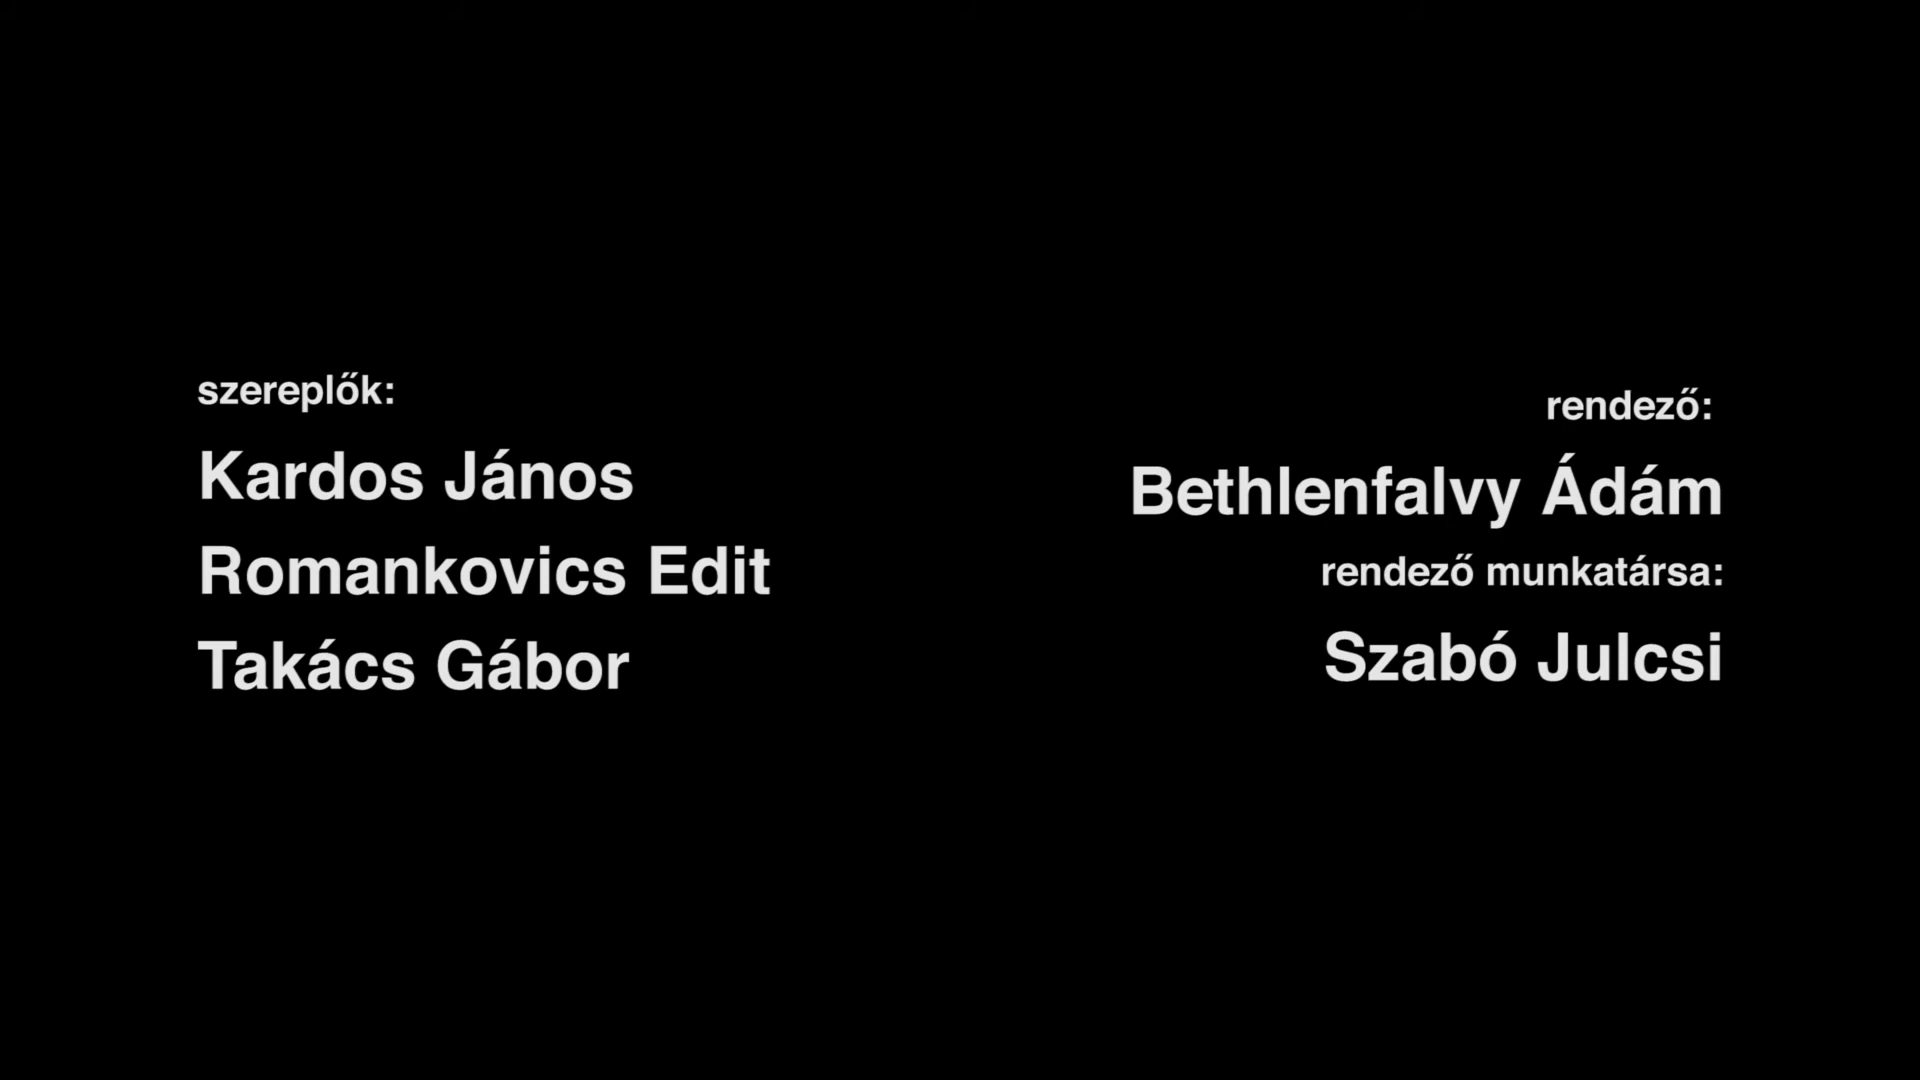 szereplők:
Kardos János
Romankovics Edit
Takács Gábor
rendező:
Bethlenfalvy Ádám
rendező munkatársa:
Szabó Julcsi